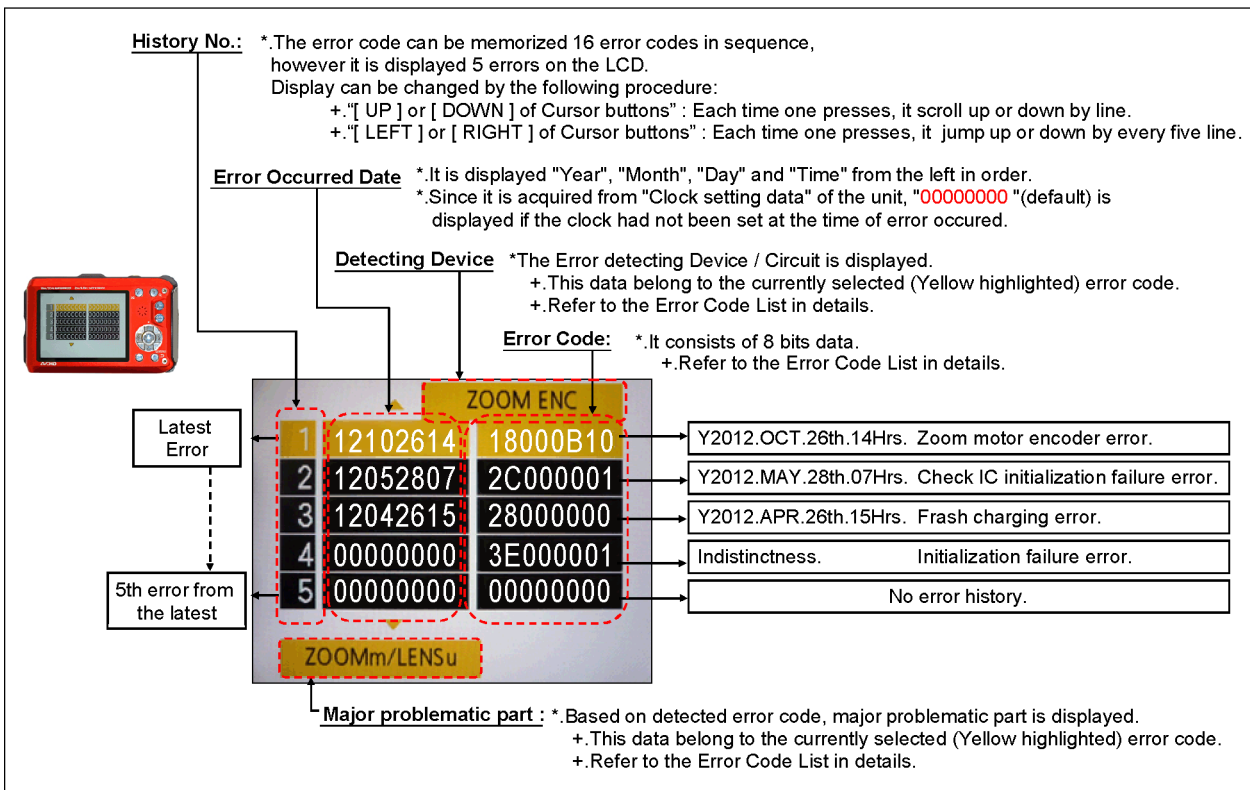 History No.: *.The error code can be memorized 16 error codes in sequence,
however it is displayed 5 errors on the LCD.
Display can be changed by the following procedure:
+."[ UP ] or [ DOWN ] of Cursor buttons" : Each time one presses, it scroll up or down by line.
+."[ LEFT ] or [ RIGHT ] of Cursor buttons" : Each time one presses, it jump up or down by every five line.
Error Occurred Date *.It is displayed "Year", "Month", "Day" and "Time" from the left in order.
*.Since it is acquired from "Clock setting data" of the unit, "00000000 "(default) is
displayed if the clock had not been set at the time of error occured.
Detecting Device *The Error detecting Device / Circuit is displayed.
+.This data belong to the currently selected (Yellow highlighted) error code.
+.Refer to the Error Code List in details.
Error Code: *.It consists of 8 bits data.
+.Refer to the Error Code List in details.
ZOOM ENC
Latest
Error
1 12102614 18000B10
Y2012.OCT.26th.14Hrs. Zoom motor encoder error.
2 12052807 2C000001
Y2012.MAY.28th.07Hrs. Check IC initialization failure error.
3 12042615 28000000
Y2012.APR.26th.15Hrs. Frash charging error.
4 00000000 3E000001
Indistinctness. Initialization failure error.
5th error from
the latest
5 00000000 00000000
No error history.
ZOOMm/LENSu
Major problematic part : *.Based on detected error code, major problematic part is displayed.
+.This data belong to the currently selected (Yellow highlighted) error code.
+.Refer to the Error Code List in details.